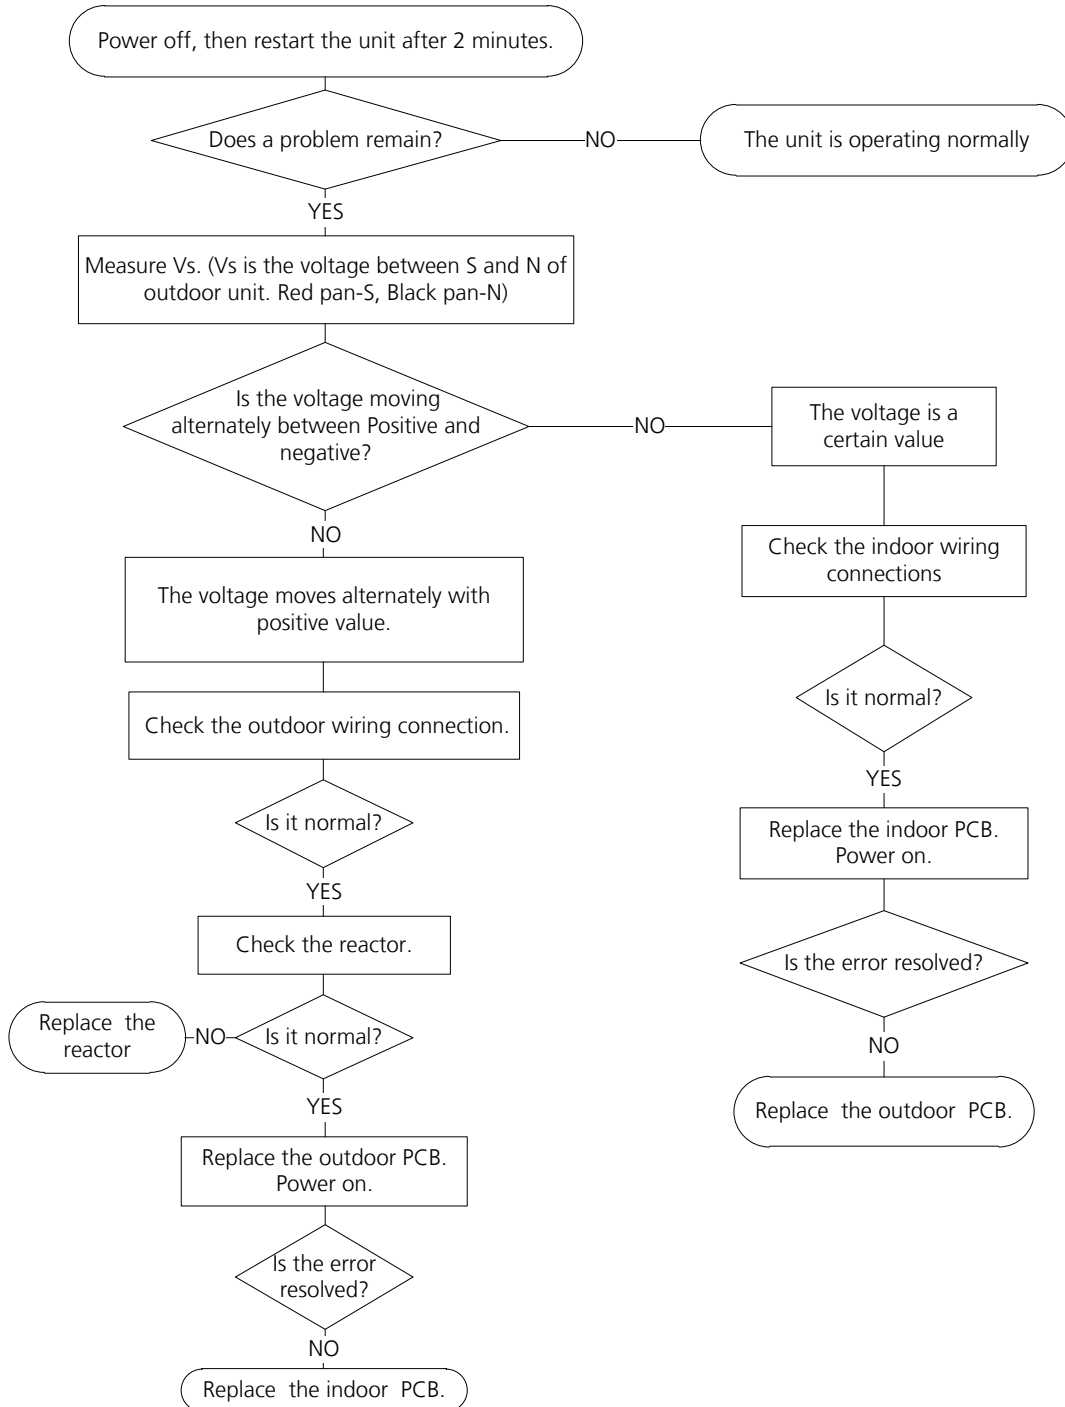 Power off, then restart the unit after 2 minutes.
Does a problem remain?
NO
The unit is operating normally
YES
Measure Vs. (Vs is the voltage between S and N of
outdoor unit. Red pan-S, Black pan-N)
Is the voltage moving
alternately between Positive and
negative?
NO
The voltage is a
certain value
NO
The voltage moves alternately with
positive value.
Check the outdoor wiring connection.
Is it normal?
YES
Check the reactor.
Is it normal?
NO
Replace the
reactor
YES
Replace the outdoor PCB.
Power on.
Is the error
resolved?
NO
Replace the indoor PCB.
Check the indoor wiring
connections
Is it normal?
YES
Replace the indoor PCB.
Power on.
Is the error resolved?
NO
Replace the outdoor PCB.